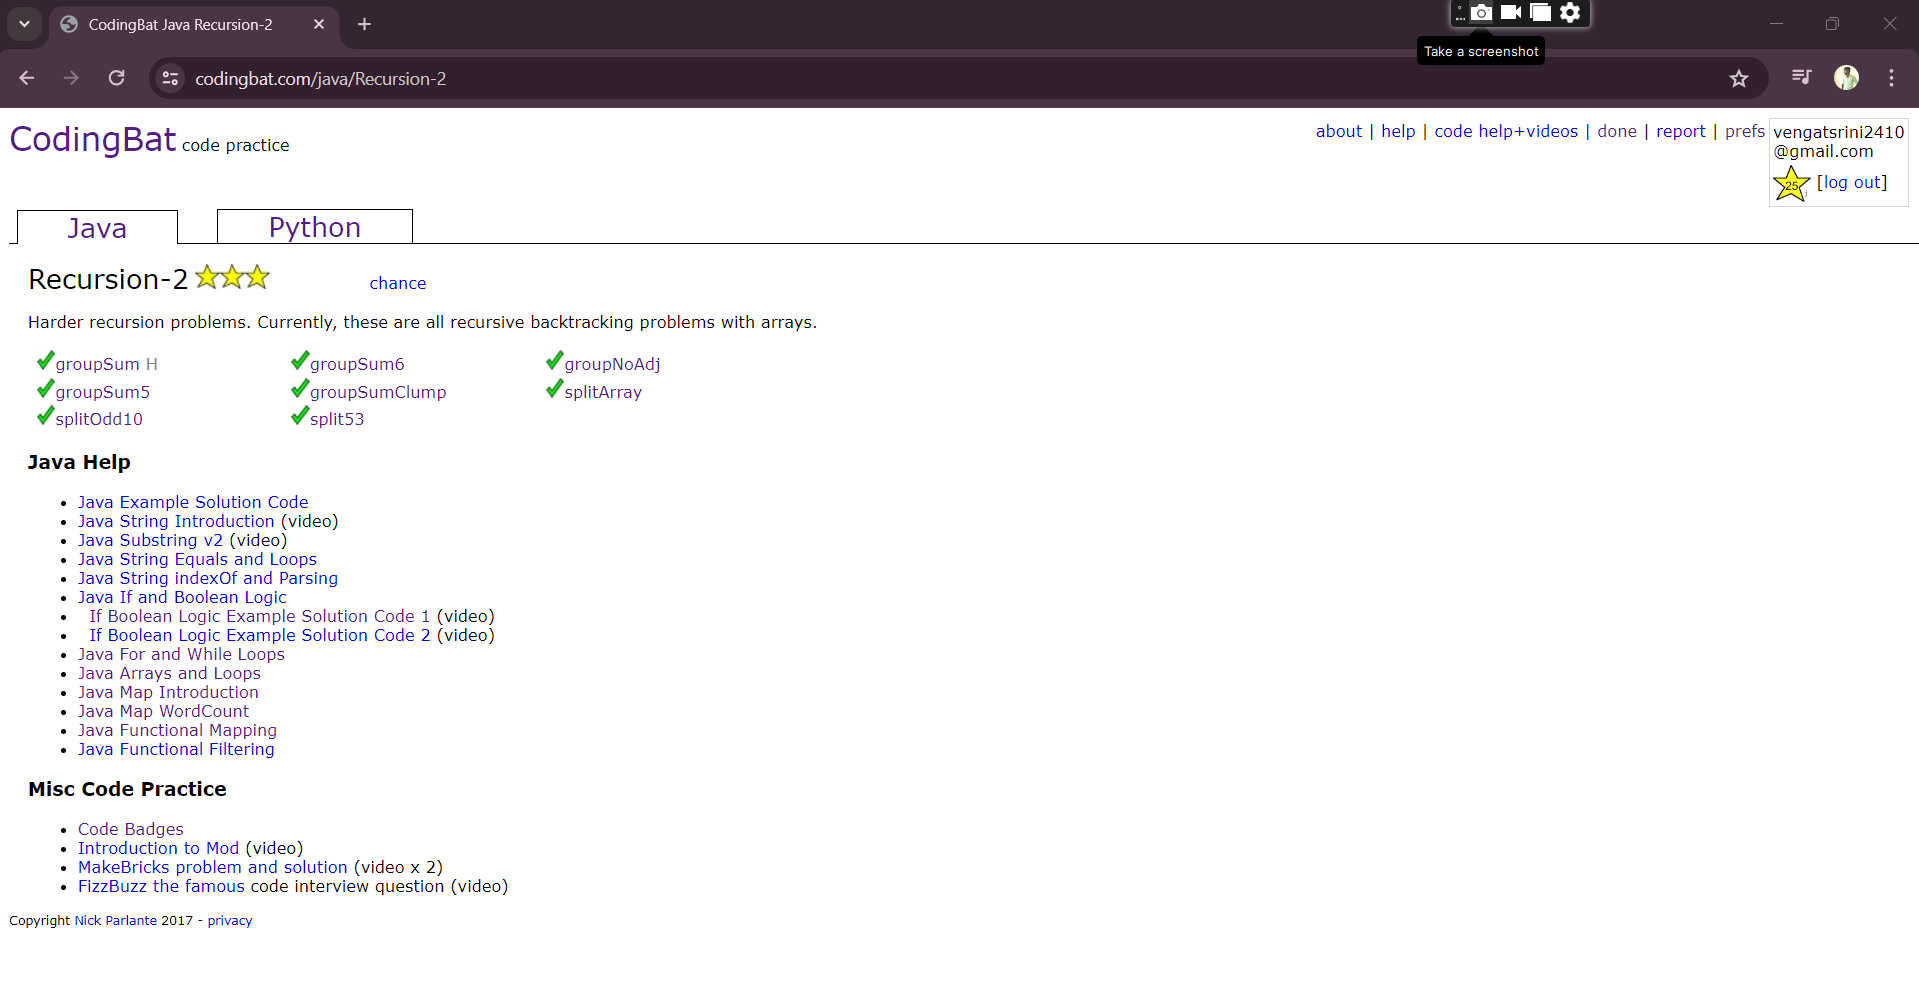 CodingBat Java Recursion-2
Take a screenshot
codingbat.com/java/Recursion-2
CodingBat code practice
about | help | code help+videos | done | report | prefs
vengatsrini2410
@gmail.com
25 [log out]
Java
Python
Recursion-2 chance
Harder recursion problems. Currently, these are all recursive backtracking problems with arrays.
groupSum H groupSum6 groupNoAdj
groupSum5 groupSumClump splitArray
splitOdd10 split53
Java Help
Java Example Solution Code
Java String Introduction (video)
Java Substring v2 (video)
Java String Equals and Loops
Java String indexOf and Parsing
Java If and Boolean Logic
If Boolean Logic Example Solution Code 1 (video)
If Boolean Logic Example Solution Code 2 (video)
Java For and While Loops
Java Arrays and Loops
Java Map Introduction
Java Map WordCount
Java Functional Mapping
Java Functional Filtering
Misc Code Practice
Code Badges
Introduction to Mod (video)
MakeBricks problem and solution (video x 2)
FizzBuzz the famous code interview question (video)
Copyright Nick Parlante 2017 - privacy